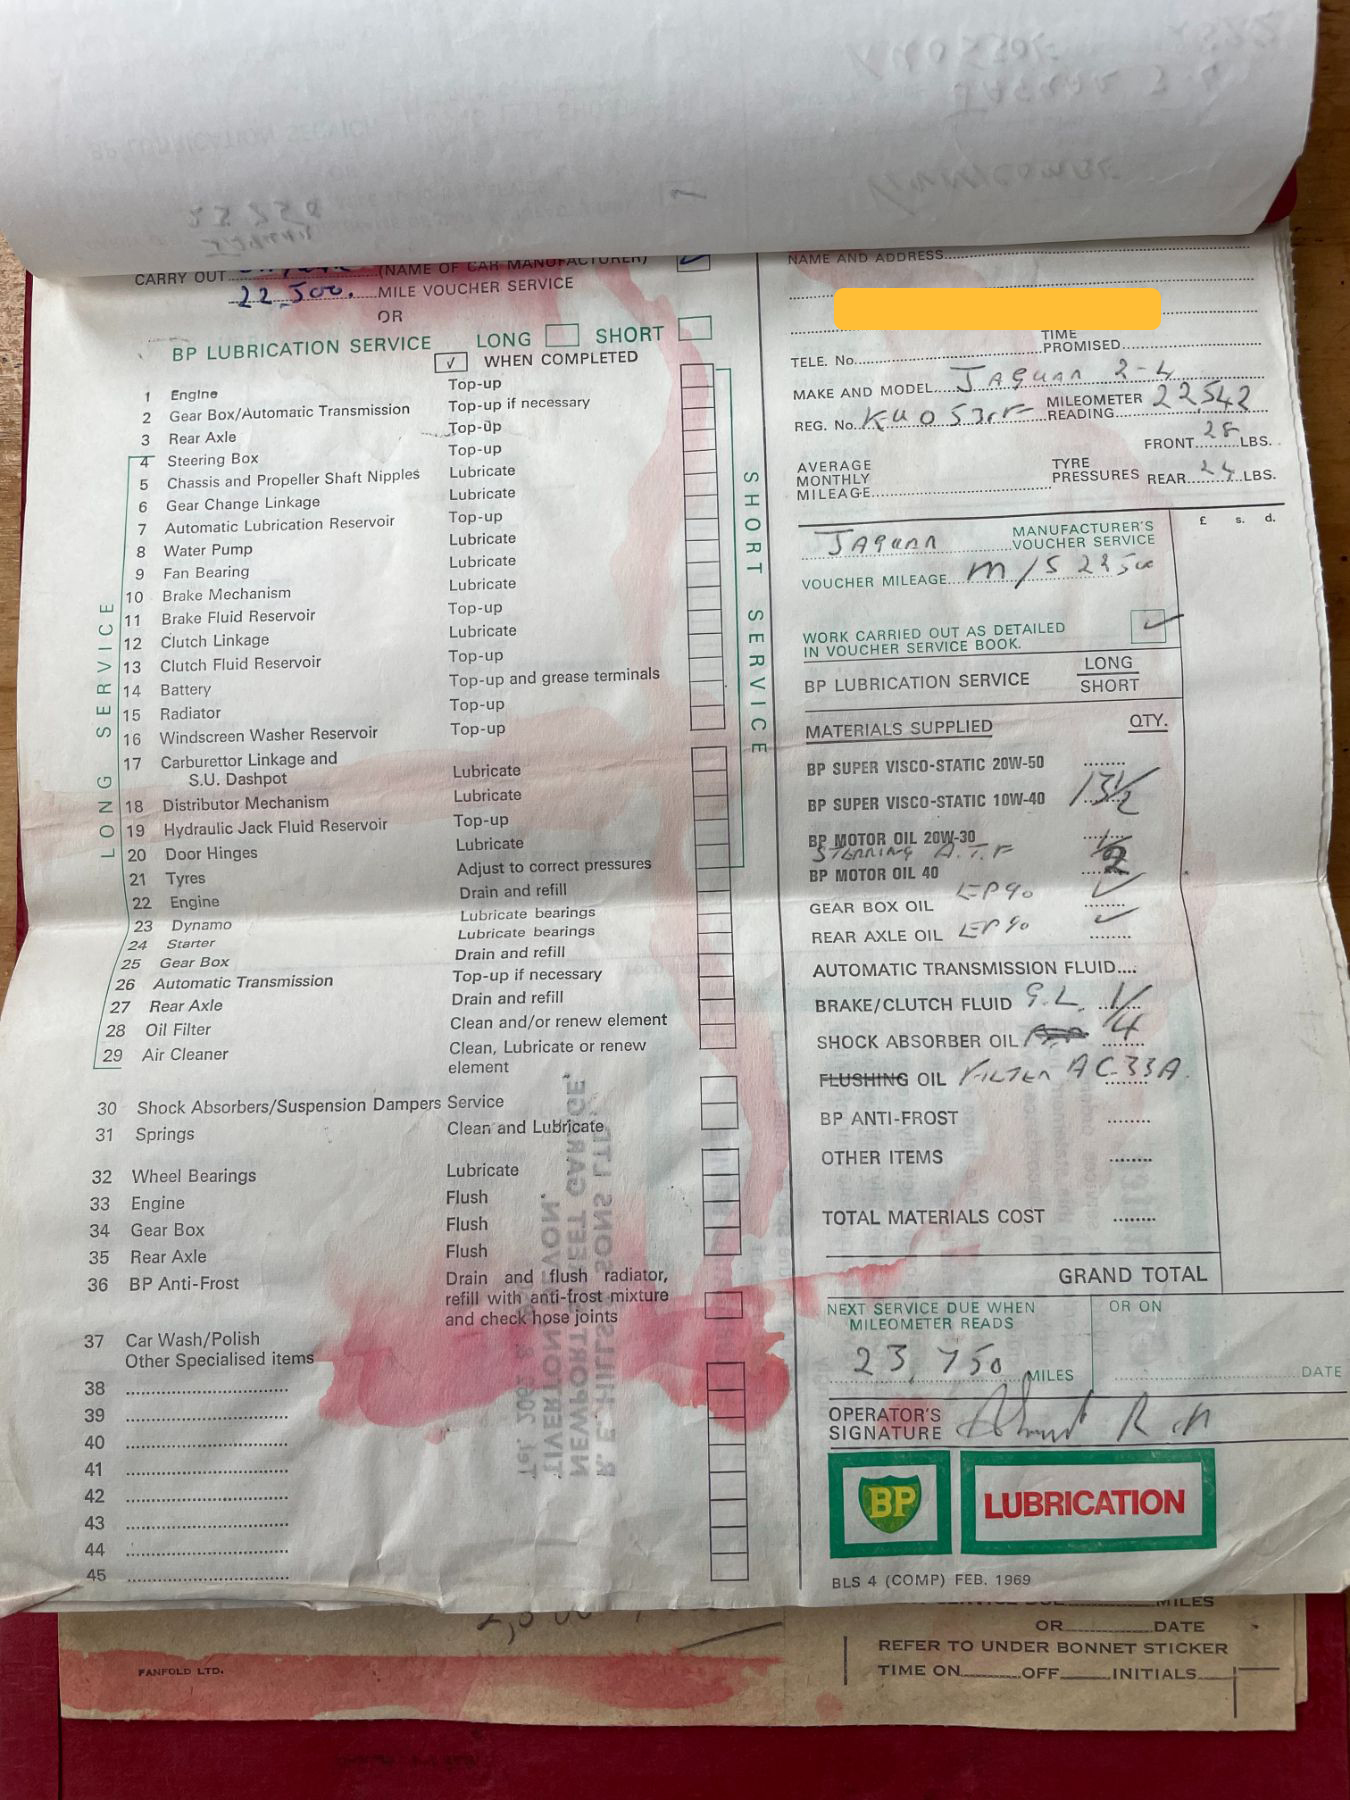 CARRY OUT (NAME OF CAR MANUFACTURER)
22,500. MILE VOUCHER SERVICE
OR
BP LUBRICATION SERVICE LONG SHORT
√ WHEN COMPLETED
1 Engine Top-up
2 Gear Box/Automatic Transmission Top-up if necessary
3 Rear Axle Top-up
4 Steering Box Top-up
5 Chassis and Propeller Shaft Nipples Lubricate
6 Gear Change Linkage Lubricate
7 Automatic Lubrication Reservoir Top-up
8 Water Pump Lubricate
9 Fan Bearing Lubricate
10 Brake Mechanism Lubricate
11 Brake Fluid Reservoir Top-up
12 Clutch Linkage Lubricate
13 Clutch Fluid Reservoir Top-up
14 Battery Top-up and grease terminals
15 Radiator Top-up
16 Windscreen Washer Reservoir Top-up
17 Carburettor Linkage and
S.U. Dashpot Lubricate
18 Distributor Mechanism Lubricate
19 Hydraulic Jack Fluid Reservoir Top-up
20 Door Hinges Lubricate
21 Tyres Adjust to correct pressures
22 Engine Drain and refill
23 Dynamo Lubricate bearings
24 Starter Lubricate bearings
25 Gear Box Drain and refill
26 Automatic Transmission Top-up if necessary
27 Rear Axle Drain and refill
28 Oil Filter Clean and/or renew element
29 Air Cleaner Clean, Lubricate or renew
element
LONG SERVICE
SHORT SERVICE
30 Shock Absorbers/Suspension Dampers Service
31 Springs Clean and Lubricate
32 Wheel Bearings Lubricate
33 Engine Flush
34 Gear Box Flush
35 Rear Axle Flush
36 BP Anti-Frost Drain and flush radiator,
refill with anti-frost mixture
and check hose joints
37 Car Wash/Polish
Other Specialised items
38
39
40
41
42
43
44
45
R. E. HILLS & SONS LTD.
NEWPORT STREET GARAGE,
TIVERTON, DEVON.
NAME AND ADDRESS
TELE. No. TIME PROMISED
MAKE AND MODEL JAGUAR 2-4
REG. No. MILEOMETER READING 22,542
FRONT 28 LBS.
AVERAGE MONTHLY MILEAGE TYRE PRESSURES REAR 24 LBS.
£ s. d.
JAGUAR MANUFACTURER'S VOUCHER SERVICE
VOUCHER MILEAGE M/S 22500
WORK CARRIED OUT AS DETAILED
IN VOUCHER SERVICE BOOK.
BP LUBRICATION SERVICE LONG SHORT
MATERIALS SUPPLIED QTY.
BP SUPER VISCO-STATIC 20W-50
BP SUPER VISCO-STATIC 10W-40 13½
BP MOTOR OIL 20W-30
A.T.F ½
BP MOTOR OIL 40
GEAR BOX OIL EP90 ✓
REAR AXLE OIL EP90 ✓
AUTOMATIC TRANSMISSION FLUID
BRAKE/CLUTCH FLUID G.L. 1/4
SHOCK ABSORBER OIL
FLUSHING OIL FILTER AC-33A.
BP ANTI-FROST
OTHER ITEMS
TOTAL MATERIALS COST
GRAND TOTAL
NEXT SERVICE DUE WHEN
MILEOMETER READS
23,750 MILES
OR ON
DATE
OPERATOR'S
SIGNATURE
BP LUBRICATION
BLS 4 (COMP) FEB. 1969
MILES
OR DATE
REFER TO UNDER BONNET STICKER
TIME ON OFF INITIALS
FANFOLD LTD.